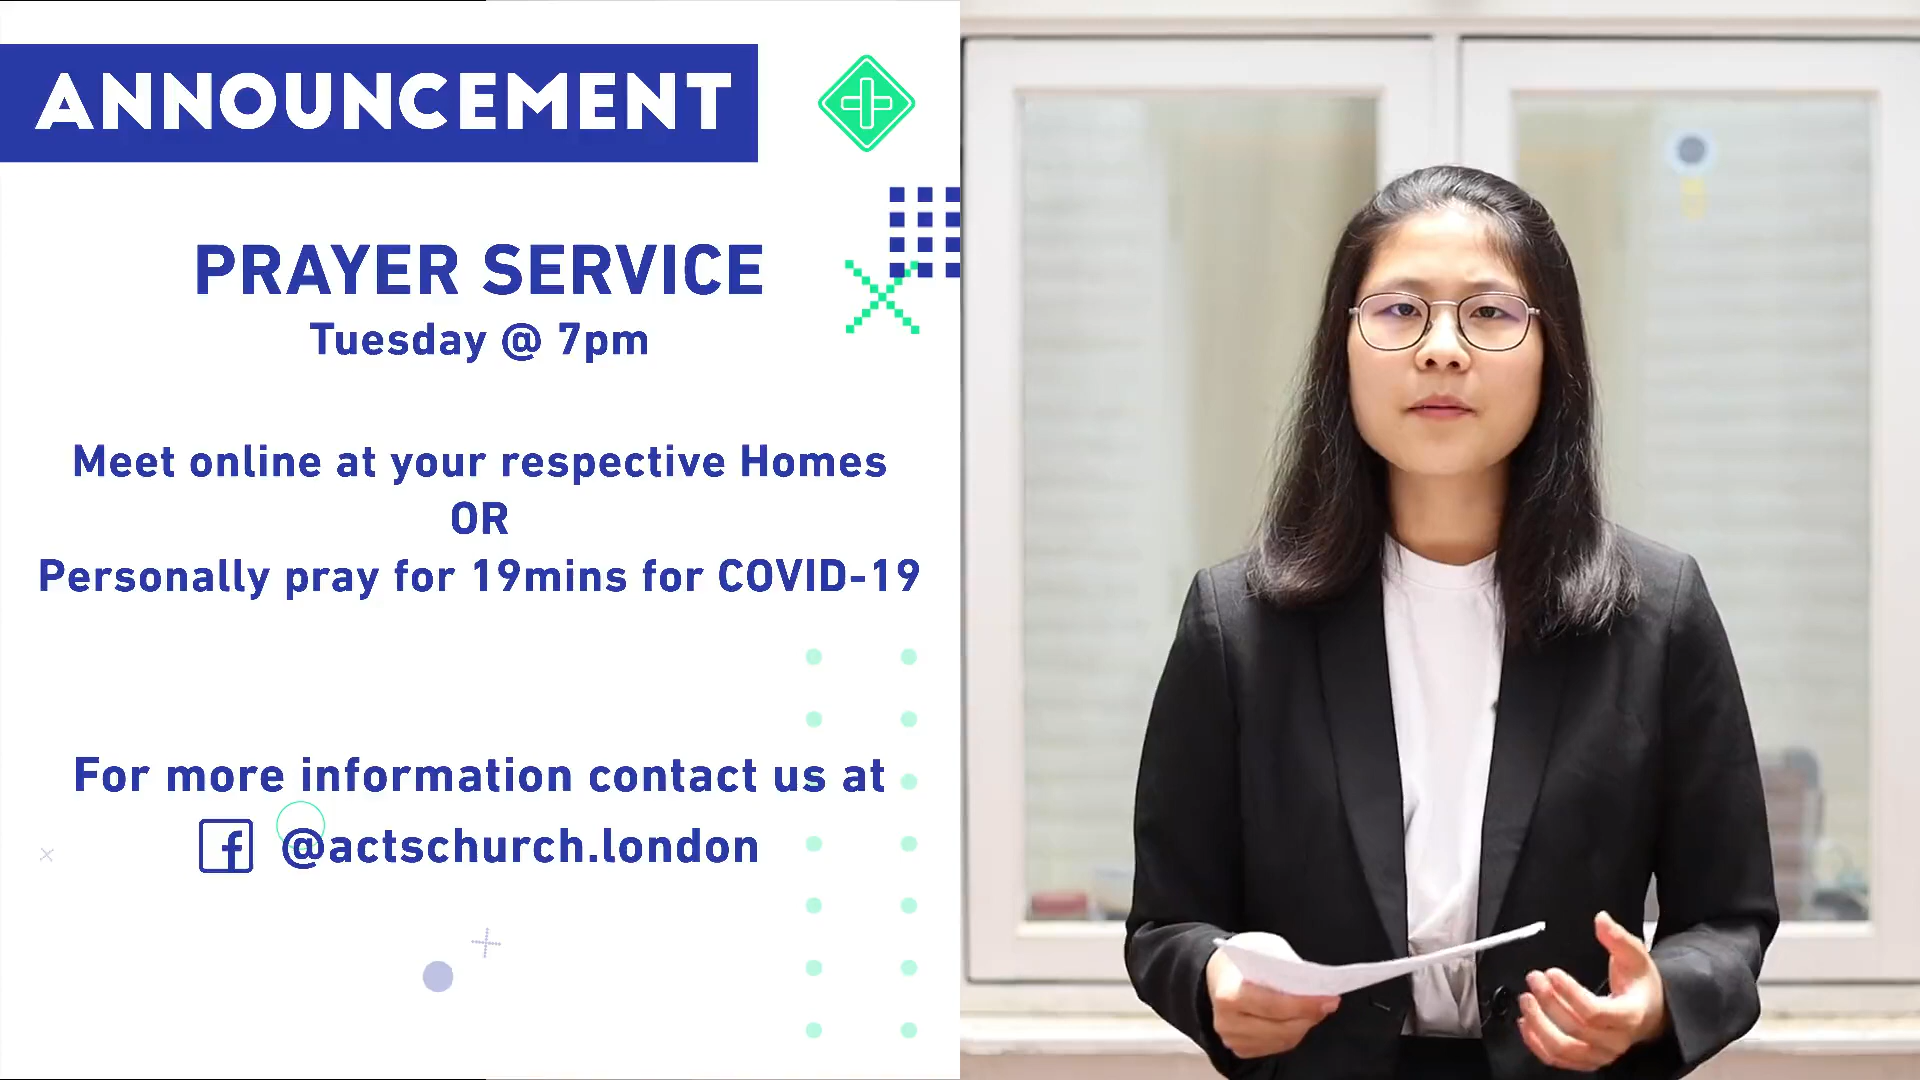 ANNOUNCEMENT
PRAYER SERVICE
Tuesday @ 7pm
Meet online at your respective Homes
OR
Personally pray for 19mins for COVID-19
For more information contact us at
f @actschurch.london